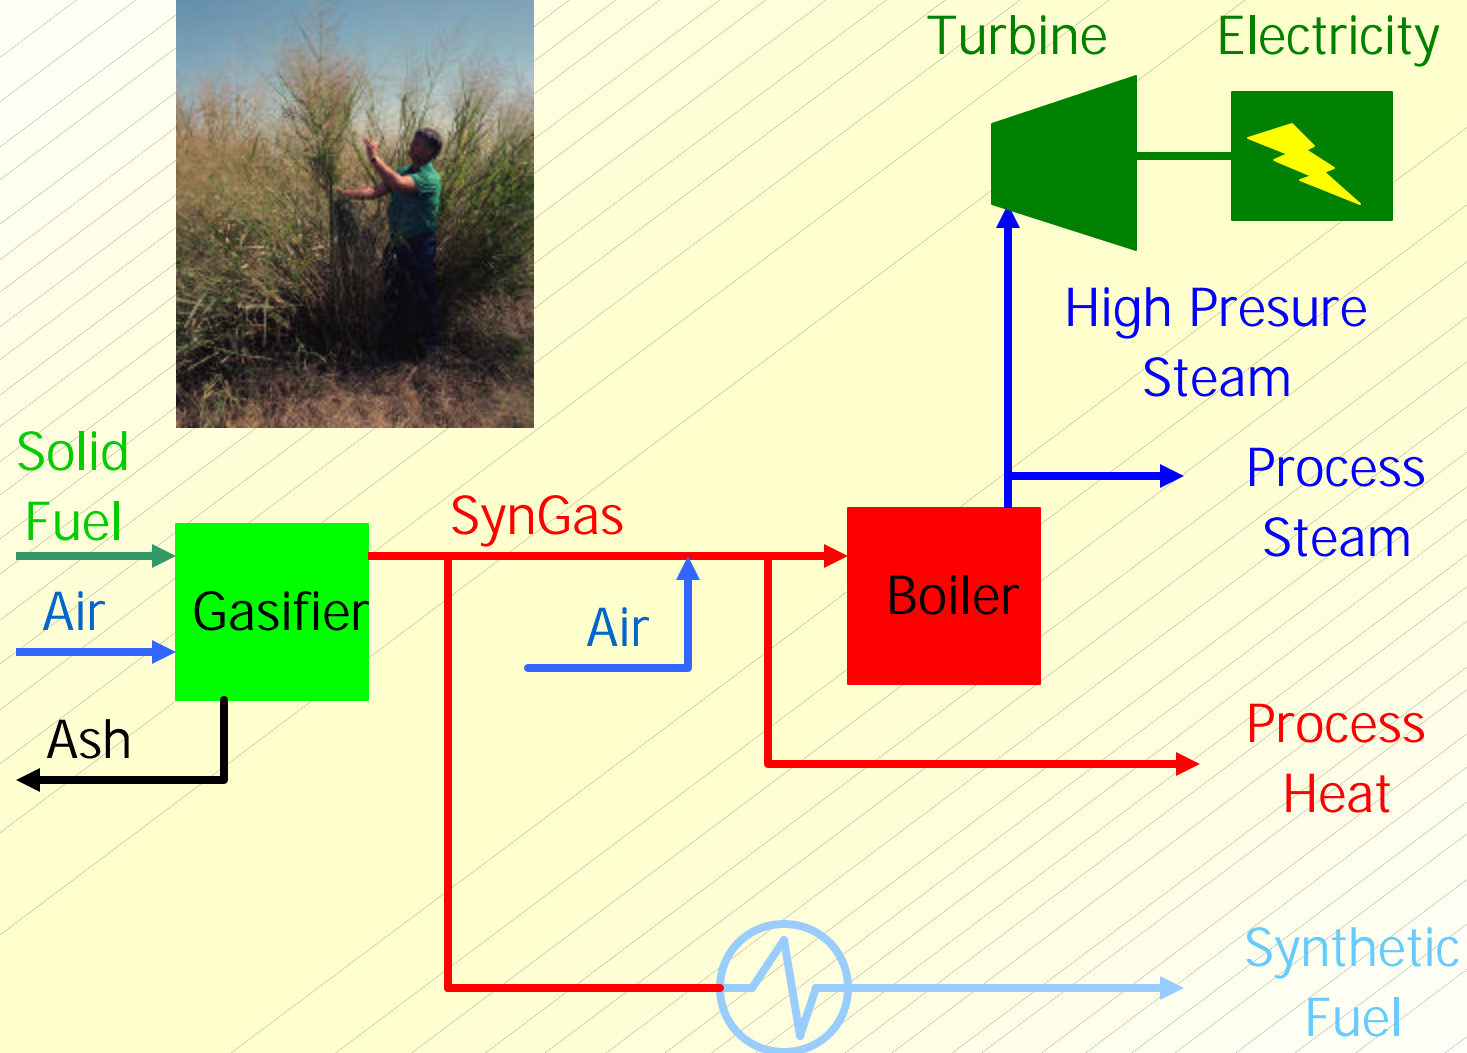 Turbine
Electricity
High Presure
Steam
Solid
Fuel
Process
Steam
SynGas
Air
Gasifier
Air
Boiler
Ash
Process
Heat
Synthetic
Fuel